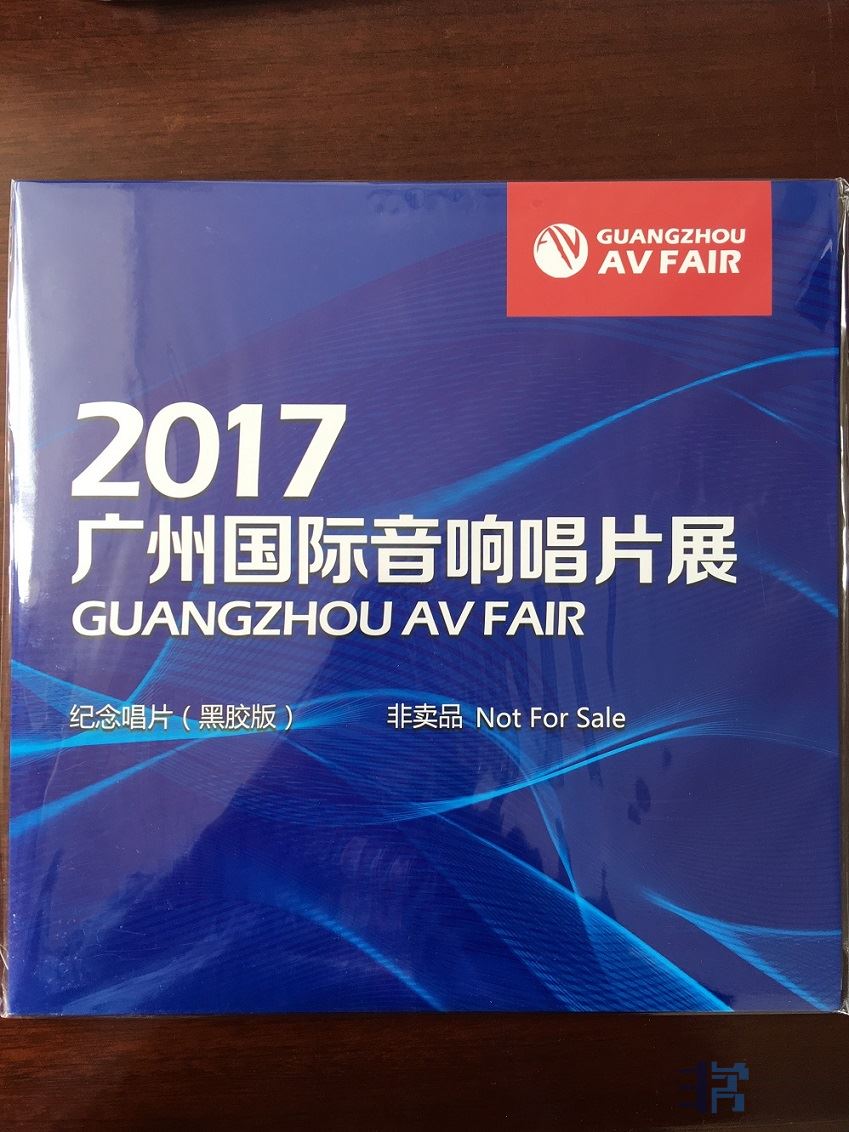 GUANGZHOU
AV FAIR
2017
广州国际音响唱片展
GUANGZHOU AV FAIR
纪念唱片（黑胶版） 非卖品 Not For Sale